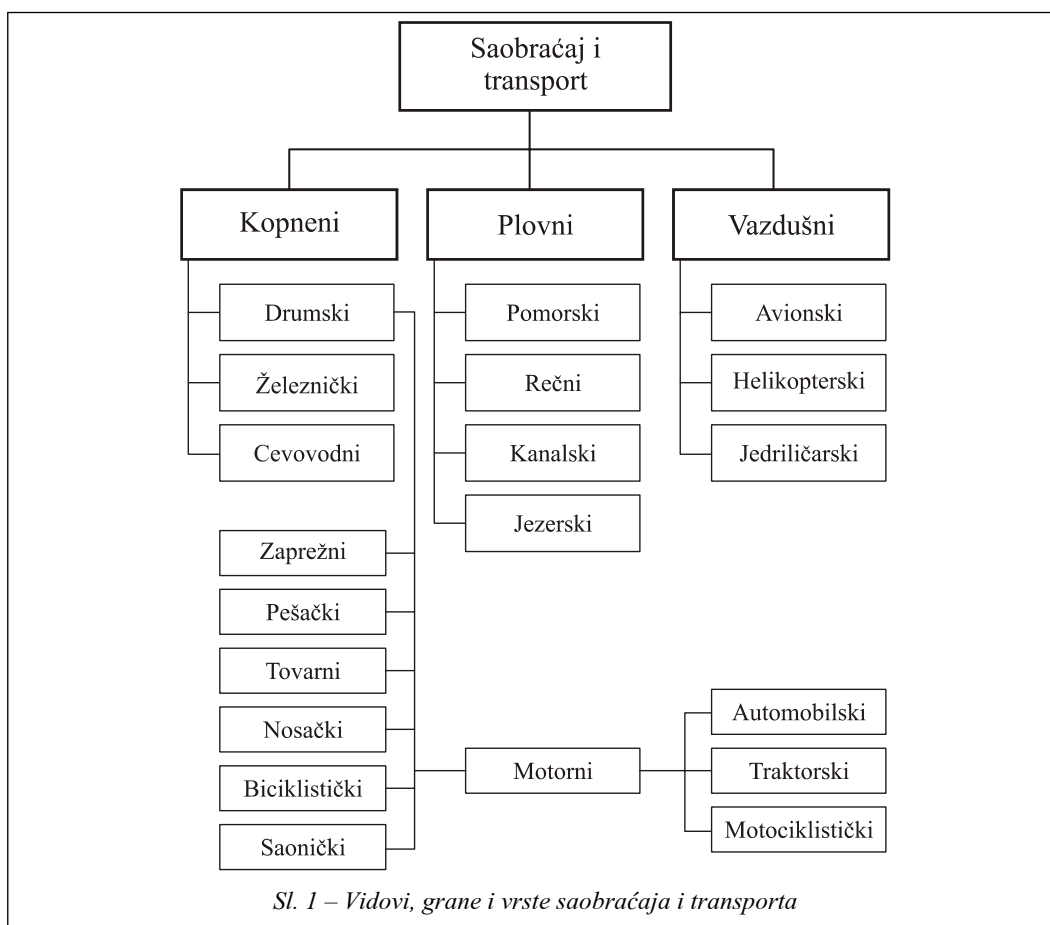 Saobraćaj i
transport
Kopneni
Plovni
Vazdušni
Drumski
Pomorski
Avionski
Železnički
Rečni
Helikopterski
Cevovodni
Kanalski
Jedriličarski
Jezerski
Zaprežni
Pešački
Tovarni
Nosački
Biciklistički
Saonički
Motorni
Automobilski
Traktorski
Motociklistički
Sl. 1 – Vidovi, grane i vrste saobraćaja i transporta